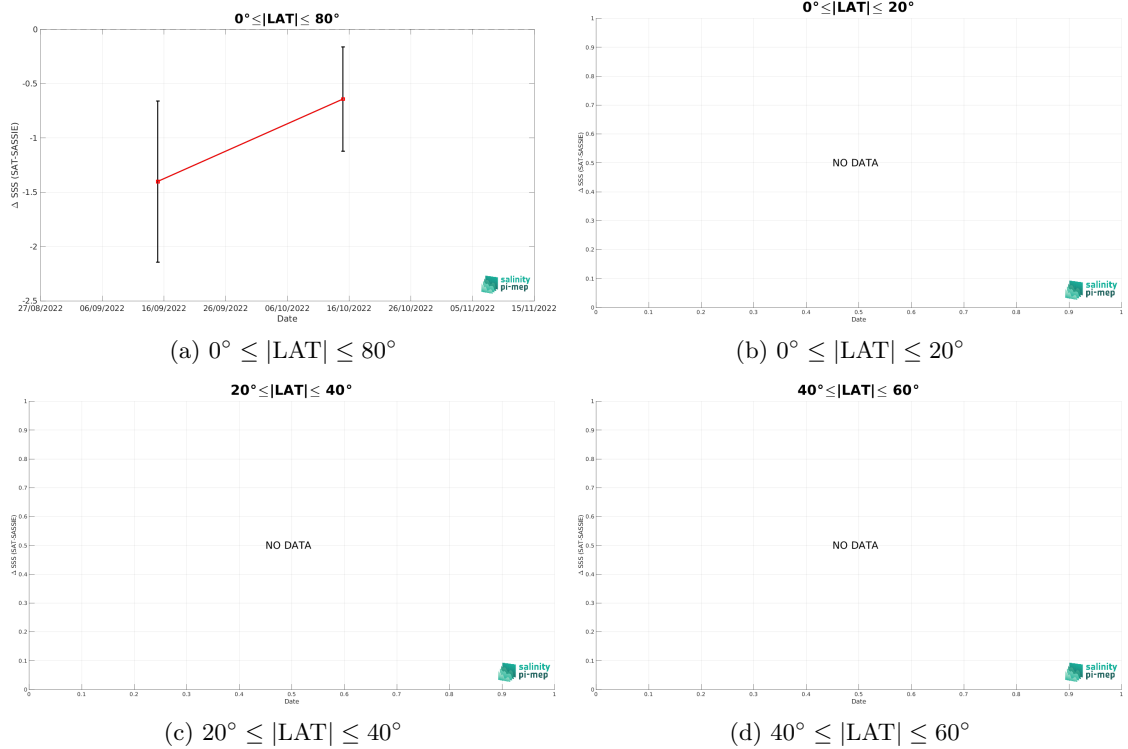 0°≤|LAT|≤ 80°
0
-0.5
-1
-1.5
-2
-2.5
Δ SSS (SAT-SASSIE)
27/08/2022 06/09/2022 16/09/2022 26/09/2022 06/10/2022 16/10/2022 26/10/2022 05/11/2022 15/11/2022
Date
salinity
pi-mep
(a) 0° ≤ |LAT| ≤ 80°
0°≤|LAT|≤ 20°
1
0.9
0.8
0.7
0.6
0.5
0.4
0.3
0.2
0.1
0
Δ SSS (SAT-SASSIE)
NO DATA
0 0.1 0.2 0.3 0.4 0.5 0.6 0.7 0.8 0.9 1
Date
salinity
pi-mep
(b) 0° ≤ |LAT| ≤ 20°
20°≤|LAT|≤ 40°
1
0.9
0.8
0.7
0.6
0.5
0.4
0.3
0.2
0.1
0
Δ SSS (SAT-SASSIE)
NO DATA
0 0.1 0.2 0.3 0.4 0.5 0.6 0.7 0.8 0.9 1
Date
salinity
pi-mep
(c) 20° ≤ |LAT| ≤ 40°
40°≤|LAT|≤ 60°
1
0.9
0.8
0.7
0.6
0.5
0.4
0.3
0.2
0.1
0
Δ SSS (SAT-SASSIE)
NO DATA
0 0.1 0.2 0.3 0.4 0.5 0.6 0.7 0.8 0.9 1
Date
salinity
pi-mep
(d) 40° ≤ |LAT| ≤ 60°